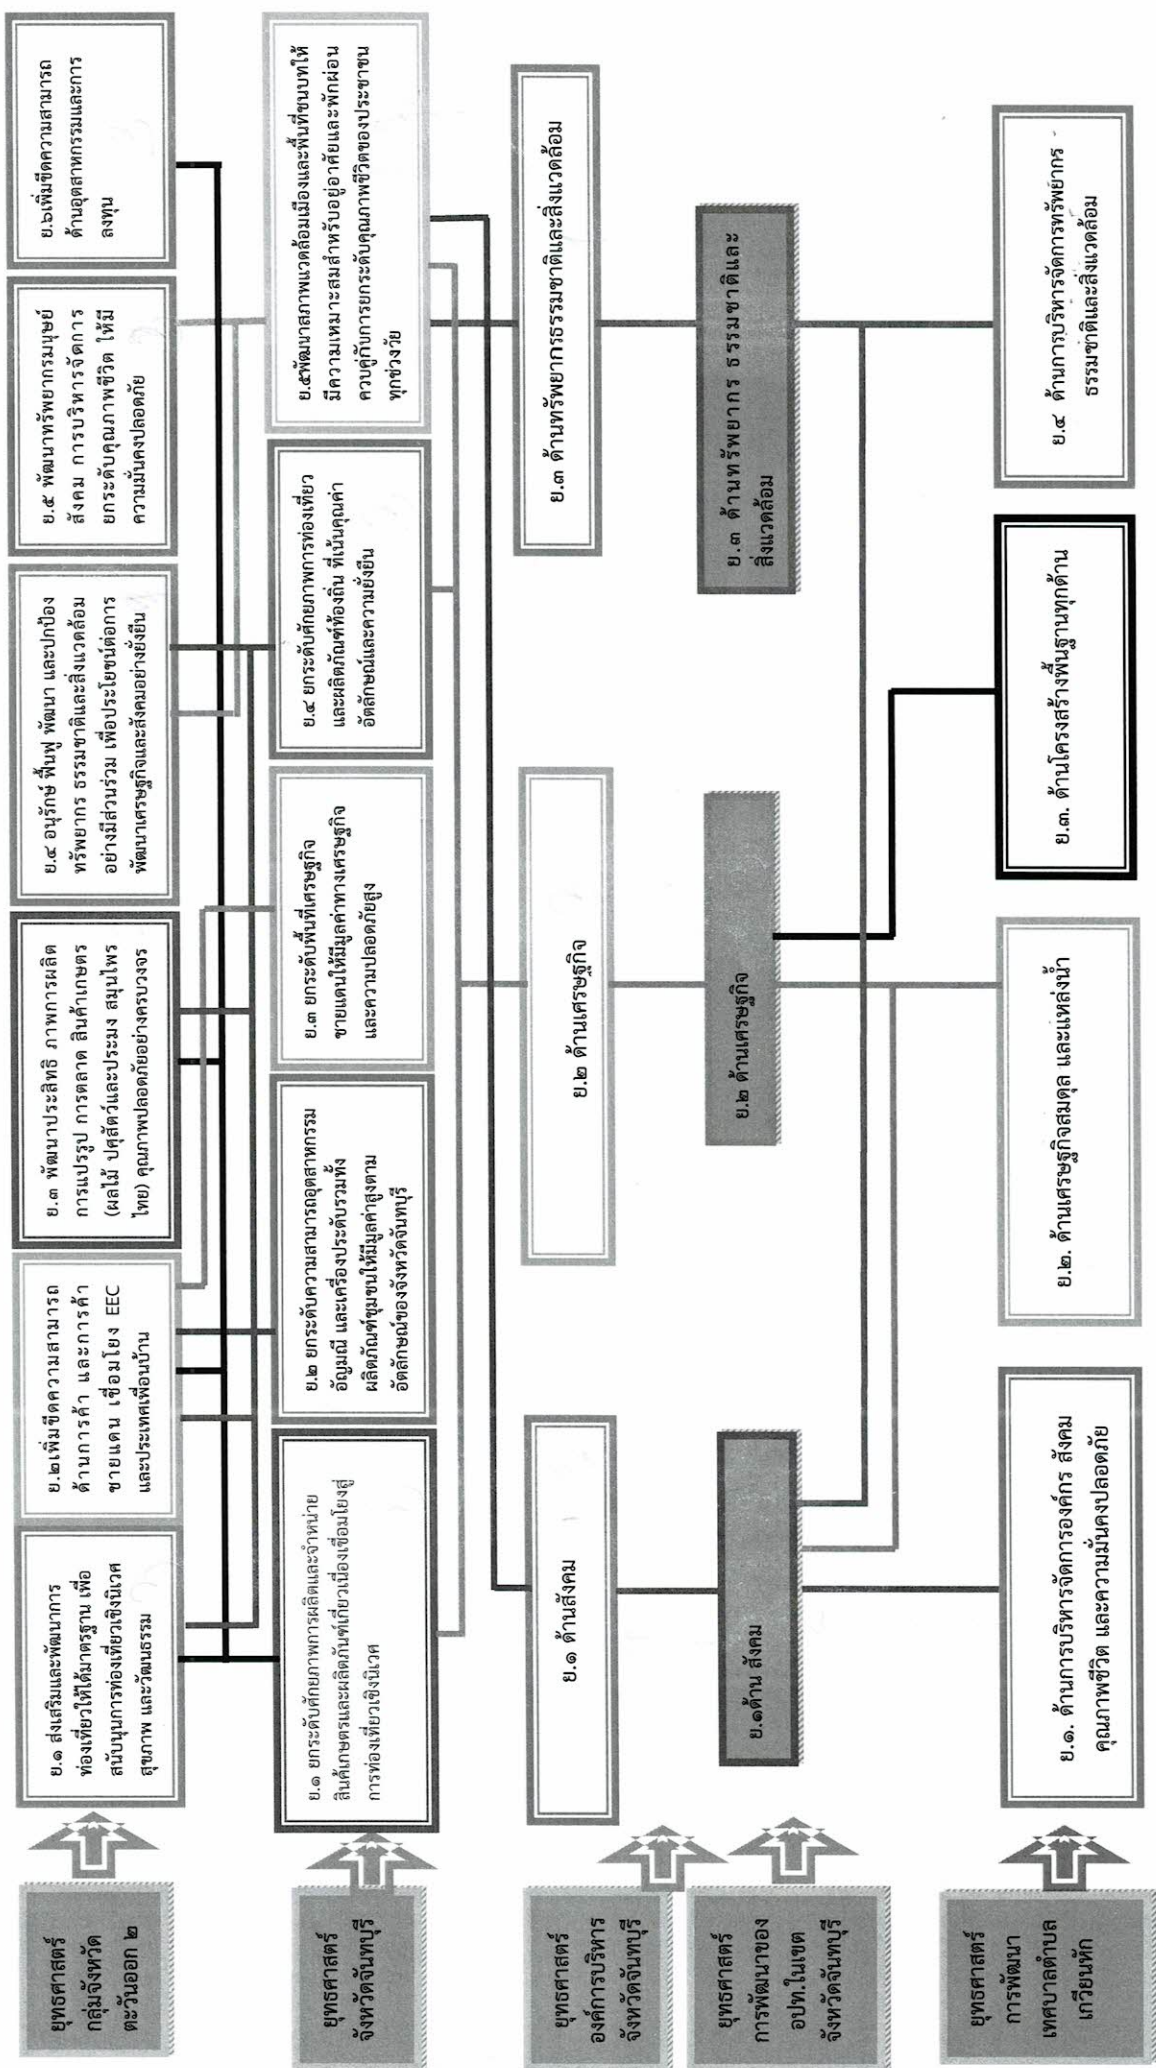 ยุทธศาสตร์
กลุ่มจังหวัด
ตะวันออก ๒
ย.๑ ส่งเสริมและพัฒนาการ
ท่องเที่ยวให้ได้มาตรฐาน เพื่อ
สนับนุนการท่องเที่ยวเชิงนิเวศ
สุขภาพ และวัฒนธรรม
ย.๒เพิ่มขีดความสามารถ
ด้านการค้า และการค้า
ชายแดน เชื่อมโยง EEC
และประเทศเพื่อนบ้าน
ย.๓ พัฒนาประสิทธิ ภาพการผลิต
การแปรรูป การตลาด สินค้าเกษตร
(ผลไม้ ปศุสัตว์และประมง สมุนไพร
ไทย) คุณภาพปลอดภัยอย่างครบวงจร
ย.๔ อนุรักษ์ ฟื้นฟู พัฒนา และปกป้อง
ทรัพยากร ธรรมชาติและสิ่งแวดล้อม
อย่างมีส่วนร่วม เพื่อประโยชน์ต่อการ
พัฒนาเศรษฐกิจและสังคมอย่างยั่งยืน
ย.๕ พัฒนาทรัพยากรมนุษย์
สังคม การบริหารจัดการ
ยกระดับคุณภาพชีวิต ให้มี
ความมั่นคงปลอดภัย
ย.๖เพิ่มขีดความสามารถ
ด้านอุตสาหกรรมและการ
ลงทุน
ยุทธศาสตร์
จังหวัดจันทบุรี
ย.๑ ยกระดับศักยภาพการผลิตและจำหน่าย
สินค้เกษตรและผลิตภัณฑ์เกี่ยวเนื่องเชื่อมโยงสู่
การท่องเที่ยวเชิงนิเวศ
ย.๒ ยกระดับความสามารถอุตสาหกรรม
อัญมณี และเครื่องประดับรวมทั้ง
ผลิตภัณฑ์ชุมชนให้มีมูลค่าสูงตาม
อัตลักษณ์ของจังหวัดจันทบุรี
ย.๓ ยกระดับพื้นที่เศรษฐกิจ
ชายแดนให้มีมูลค่าทางเศรษฐกิจ
และความปลอดภัยสูง
ย.๔ ยกระดับศักยภาพการท่องเที่ยว
และผลิตภัณฑ์ท้องถิ่น ที่เน้นคุณค่า
อัตลักษณ์และความยั่งยืน
ย.๕พัฒนาสภาพแวดล้อมเมืองและพื้นที่ชนบทให้
มีความเหมาะสมสำหรับอยู่อาศัยและพักผ่อน
ควบคู่กับการยกระดับคุณภาพชีวิตของประชาชน
ทุกช่วงวัย
ยุทธศาสตร์
องค์การบริหาร
จังหวัดจันทบุรี
ย.๑ ด้านสังคม
ย.๒ ด้านเศรษฐกิจ
ย.๓ ด้านทรัพยากรธรรมชาติและสิ่งแวดล้อม
ยุทธศาสตร์
การพัฒนาของ
อปท.ในเขต
จังหวัดจันทบุรี
ย.๑ด้าน สังคม
ย.๒ ด้านเศรษฐกิจ
ย.๓ ด้านทรัพยากร ธรรมชาติและ
สิ่งแวดล้อม
ยุทธศาสตร์
การพัฒนา
เทศบาลตำบล
เกวียนหัก
ย.๑. ด้านการบริหารจัดการองค์กร สังคม
คุณภาพชีวิต และความมั่นคงปลอดภัย
ย.๒. ด้านเศรษฐกิจสมดุล และแหล่งน้ำ
ย.๓. ด้านโครงสร้างพื้นฐานทุกด้าน
ย.๔ ด้านการบริหารจัดการทรัพยากร
ธรรมชาติและสิ่งแวดล้อม